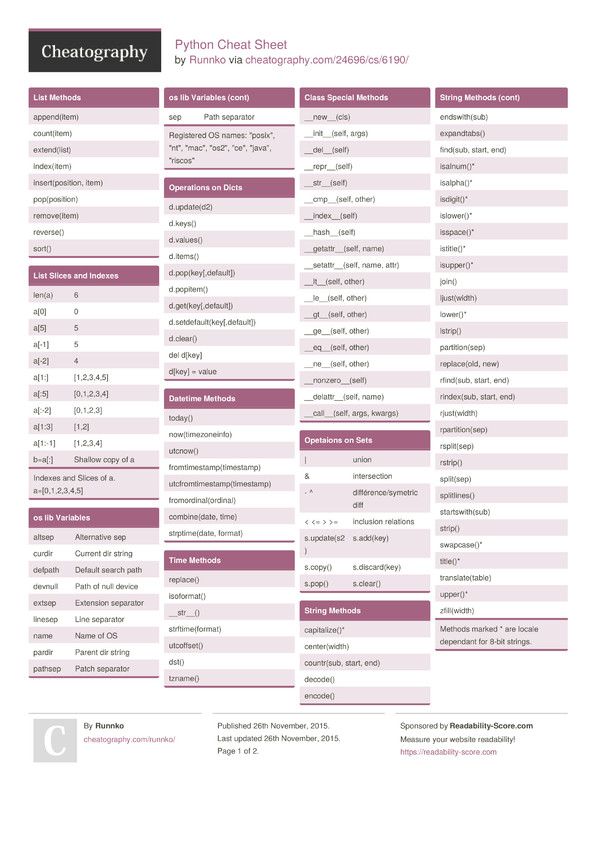 Cheatography
Python Cheat Sheet
by Runnko via cheatography.com/24696/cs/6190/
List Methods
append(item)
count(item)
extend(list)
index(item)
insert(position, item)
pop(position)
remove(item)
reverse()
sort()
List Slices and Indexes
len(a) 6
a[0] 0
a[5] 5
a[-1] 5
a[-2] 4
a[1:] [1,2,3,4,5]
a[:5] [0,1,2,3,4]
a[:-2] [0,1,2,3]
a[1:3] [1,2]
a[1:-1] [1,2,3,4]
b=a[:] Shallow copy of a
Indexes and Slices of a.
a=[0,1,2,3,4,5]
os lib Variables
altsep Alternative sep
curdir Current dir string
defpath Default search path
devnull Path of null device
extsep Extension separator
linesep Line separator
name Name of OS
pardir Parent dir string
pathsep Patch separator
os lib Variables (cont)
sep Path separator
Registered OS names: "posix",
"nt", "mac", "os2", "ce", "java",
"riscos"
Operations on Dicts
d.update(d2)
d.keys()
d.values()
d.items()
d.pop(key[,default])
d.popitem()
d.get(key[,default])
d.setdefault(key[,default])
d.clear()
del d[key]
d[key] = value
Datetime Methods
today()
now(timezoneinfo)
utcnow()
fromtimestamp(timestamp)
utcfromtimestamp(timestamp)
fromordinal(ordinal)
combine(date, time)
strptime(date, format)
Time Methods
replace()
isoformat()
__str__()
strftime(format)
utcoffset()
dst()
tzname()
Class Special Methods
__new__(cls)
__init__(self, args)
__del__(self)
__repr__(self)
__str__(self)
__cmp__(self, other)
__index__(self)
__hash__(self)
__getattr__(self, name)
__setattr__(self, name, attr)
__lt__(self, other)
__le__(self, other)
__gt__(self, other)
__ge__(self, other)
__eq__(self, other)
__ne__(self, other)
__nonzero__(self)
__delattr__(self, name)
__call__(self, args, kwargs)
Opetaions on Sets
| union
& intersection
- ^ différence/symetric
diff
< <= > >= inclusion relations
s.update(s2 s.add(key)
)
s.copy() s.discard(key)
s.pop() s.clear()
String Methods
capitalize()*
center(width)
countr(sub, start, end)
decode()
encode()
String Methods (cont)
endswith(sub)
expandtabs()
find(sub, start, end)
isalnum()*
isalpha()*
isdigit()*
islower()*
isspace()*
istitle()*
isupper()*
join()
ljust(width)
lower()*
lstrip()
partition(sep)
replace(old, new)
rfind(sub, start, end)
rindex(sub, start, end)
rjust(width)
rpartition(sep)
rsplit(sep)
rstrip()
split(sep)
splitlines()
startswith(sub)
strip()
swapcase()*
title()*
translate(table)
upper()*
zfill(width)
Methods marked * are locale
dependant for 8-bit strings.
C
By Runnko
cheatography.com/runnko/
Published 26th November, 2015.
Last updated 26th November, 2015.
Page 1 of 2.
Sponsored by Readability-Score.com
Measure your website readability!
https://readability-score.com